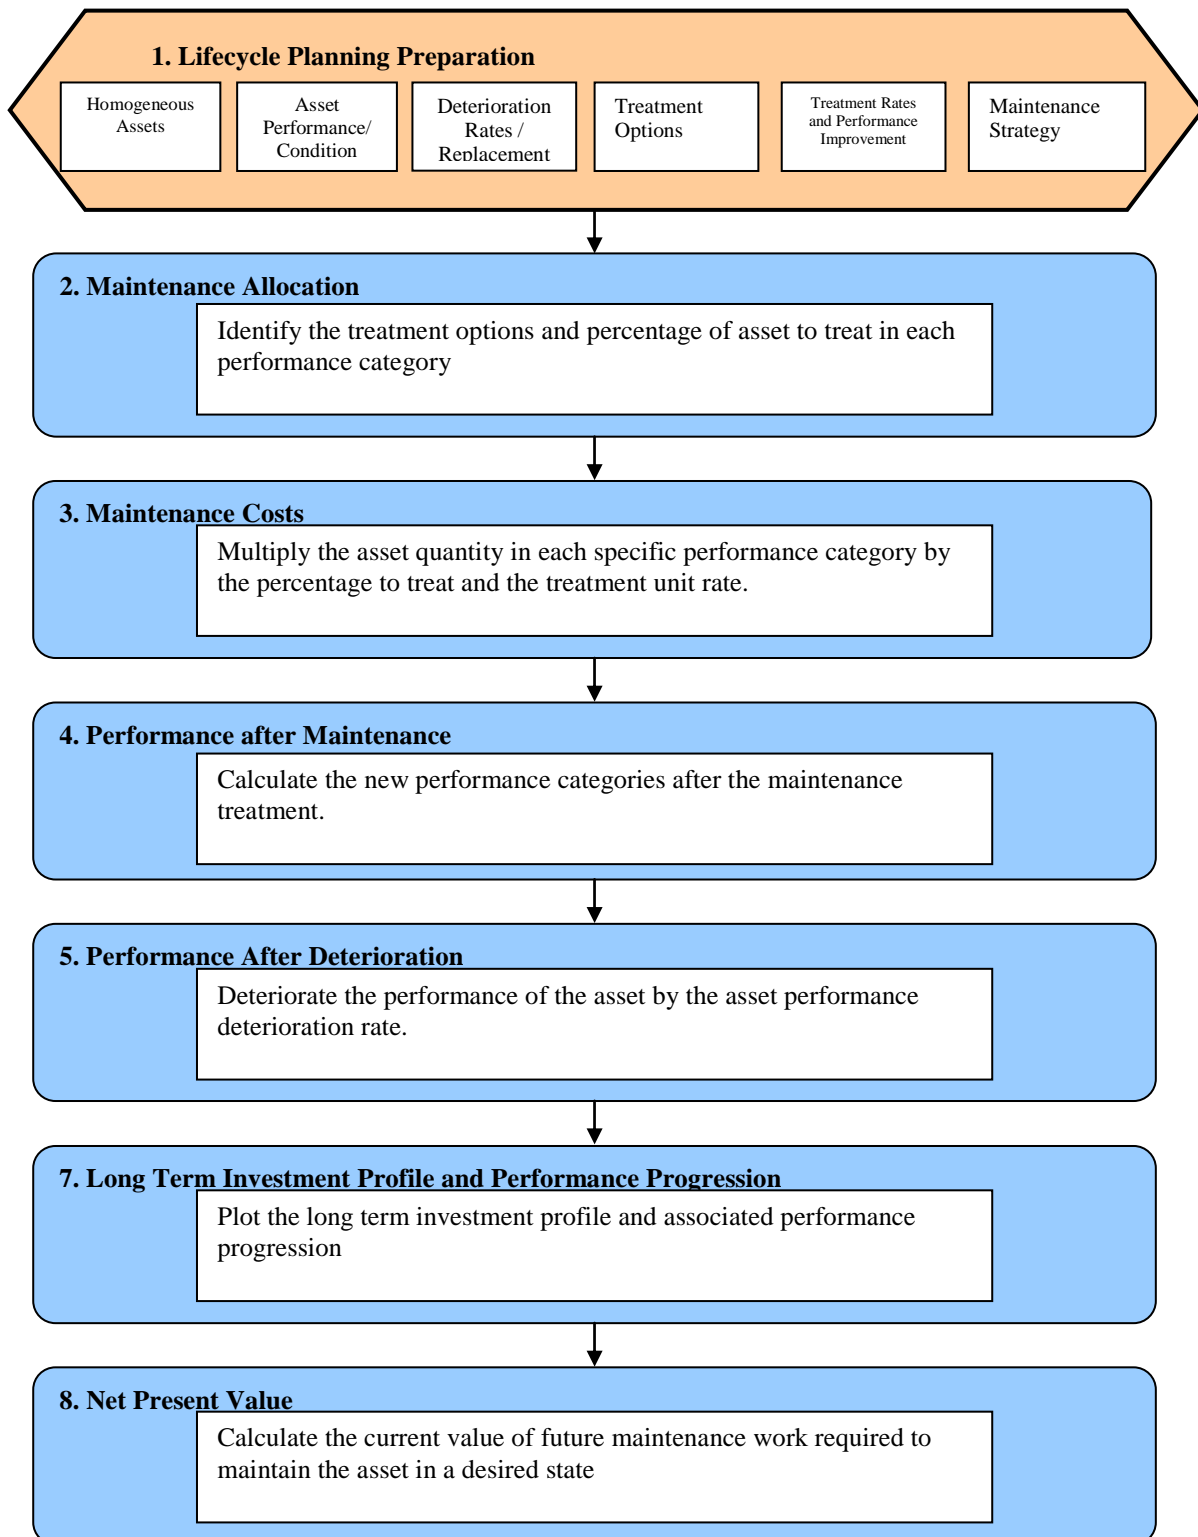 1. Lifecycle Planning Preparation
Homogeneous
Assets
Asset
Performance/
Condition
Deterioration
Rates /
Replacement
Treatment
Options
Treatment Rates
and Performance
Improvement
Maintenance
Strategy
2. Maintenance Allocation
Identify the treatment options and percentage of asset to treat in each
performance category
3. Maintenance Costs
Multiply the asset quantity in each specific performance category by
the percentage to treat and the treatment unit rate.
4. Performance after Maintenance
Calculate the new performance categories after the maintenance
treatment.
5. Performance After Deterioration
Deteriorate the performance of the asset by the asset performance
deterioration rate.
7. Long Term Investment Profile and Performance Progression
Plot the long term investment profile and associated performance
progression
8. Net Present Value
Calculate the current value of future maintenance work required to
maintain the asset in a desired state